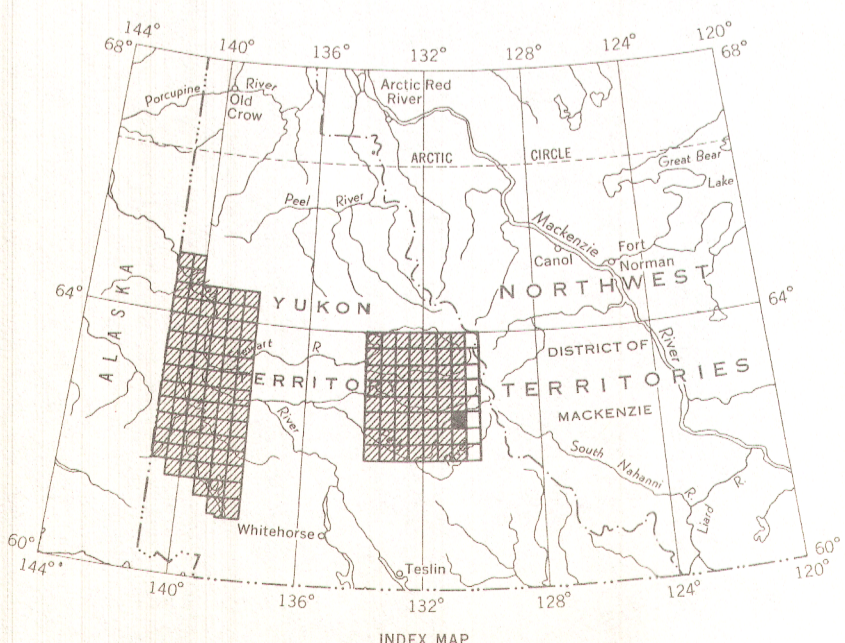 144°
68°
140°
136°
132°
128°
124°
120°
68°
Porcupine River
Old
Crow
Arctic Red
River
ARCTIC CIRCLE
Great Bear
Lake
Peel River
Mackenzie
Canol
Fort
Norman
NORTHWEST
64°
ALASKA
YUKON
64°
R.
DISTRICT OF
River
TERRITORIES
MACKENZIE
River
South Nahanni R.
Liard R.
Whitehorse
Teslin
60°
144°
140°
136°
132°
128°
124°
60°
120°
INDEX MAP